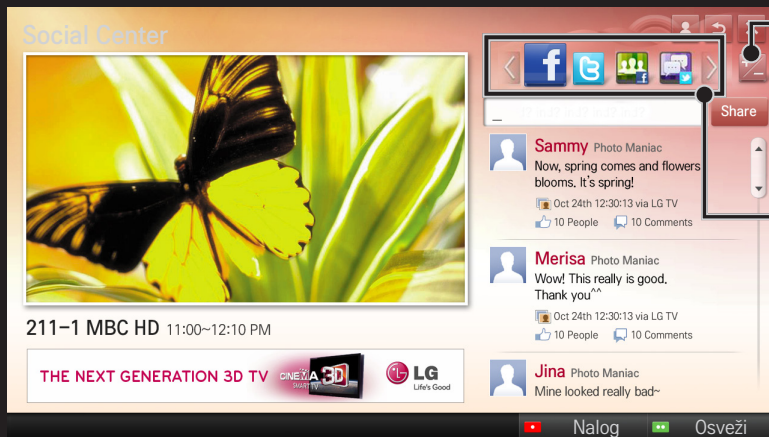 Social Center
Share
Sammy Photo Maniac
Now, spring comes and flowers
blooms. It's spring!
Oct 24th 12:30:13 via LG TV
10 People 10 Comments
Merisa Photo Maniac
Wow! This really is good.
Thank you^^
Oct 24th 12:30:13 via LG TV
10 People 10 Comments
Jina Photo Maniac
Mine looked really bad~
211-1 MBC HD 11:00~12:10 PM
THE NEXT GENERATION 3D TV CINEMA 3D SMART TV LG Life's Good
Nalog Osveži